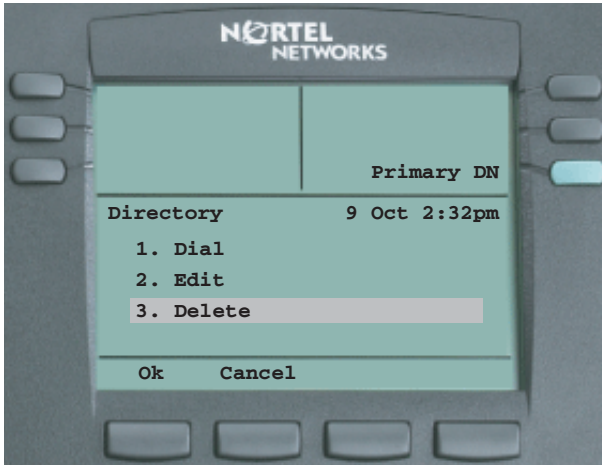 NORTEL
NETWORKS
Primary DN
Directory 9 Oct 2:32pm
1. Dial
2. Edit
3. Delete
Ok Cancel